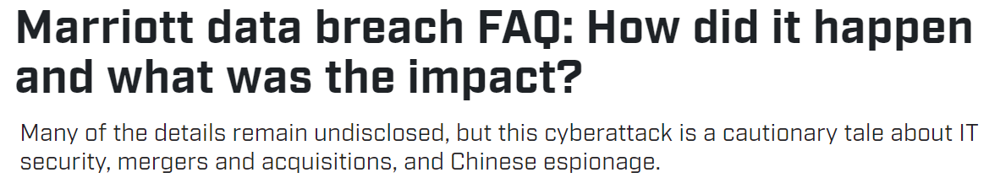 Marriott data breach FAQ: How did it happen
and what was the impact?
Many of the details remain undisclosed, but this cyberattack is a cautionary tale about IT
security, mergers and acquisitions, and Chinese espionage.